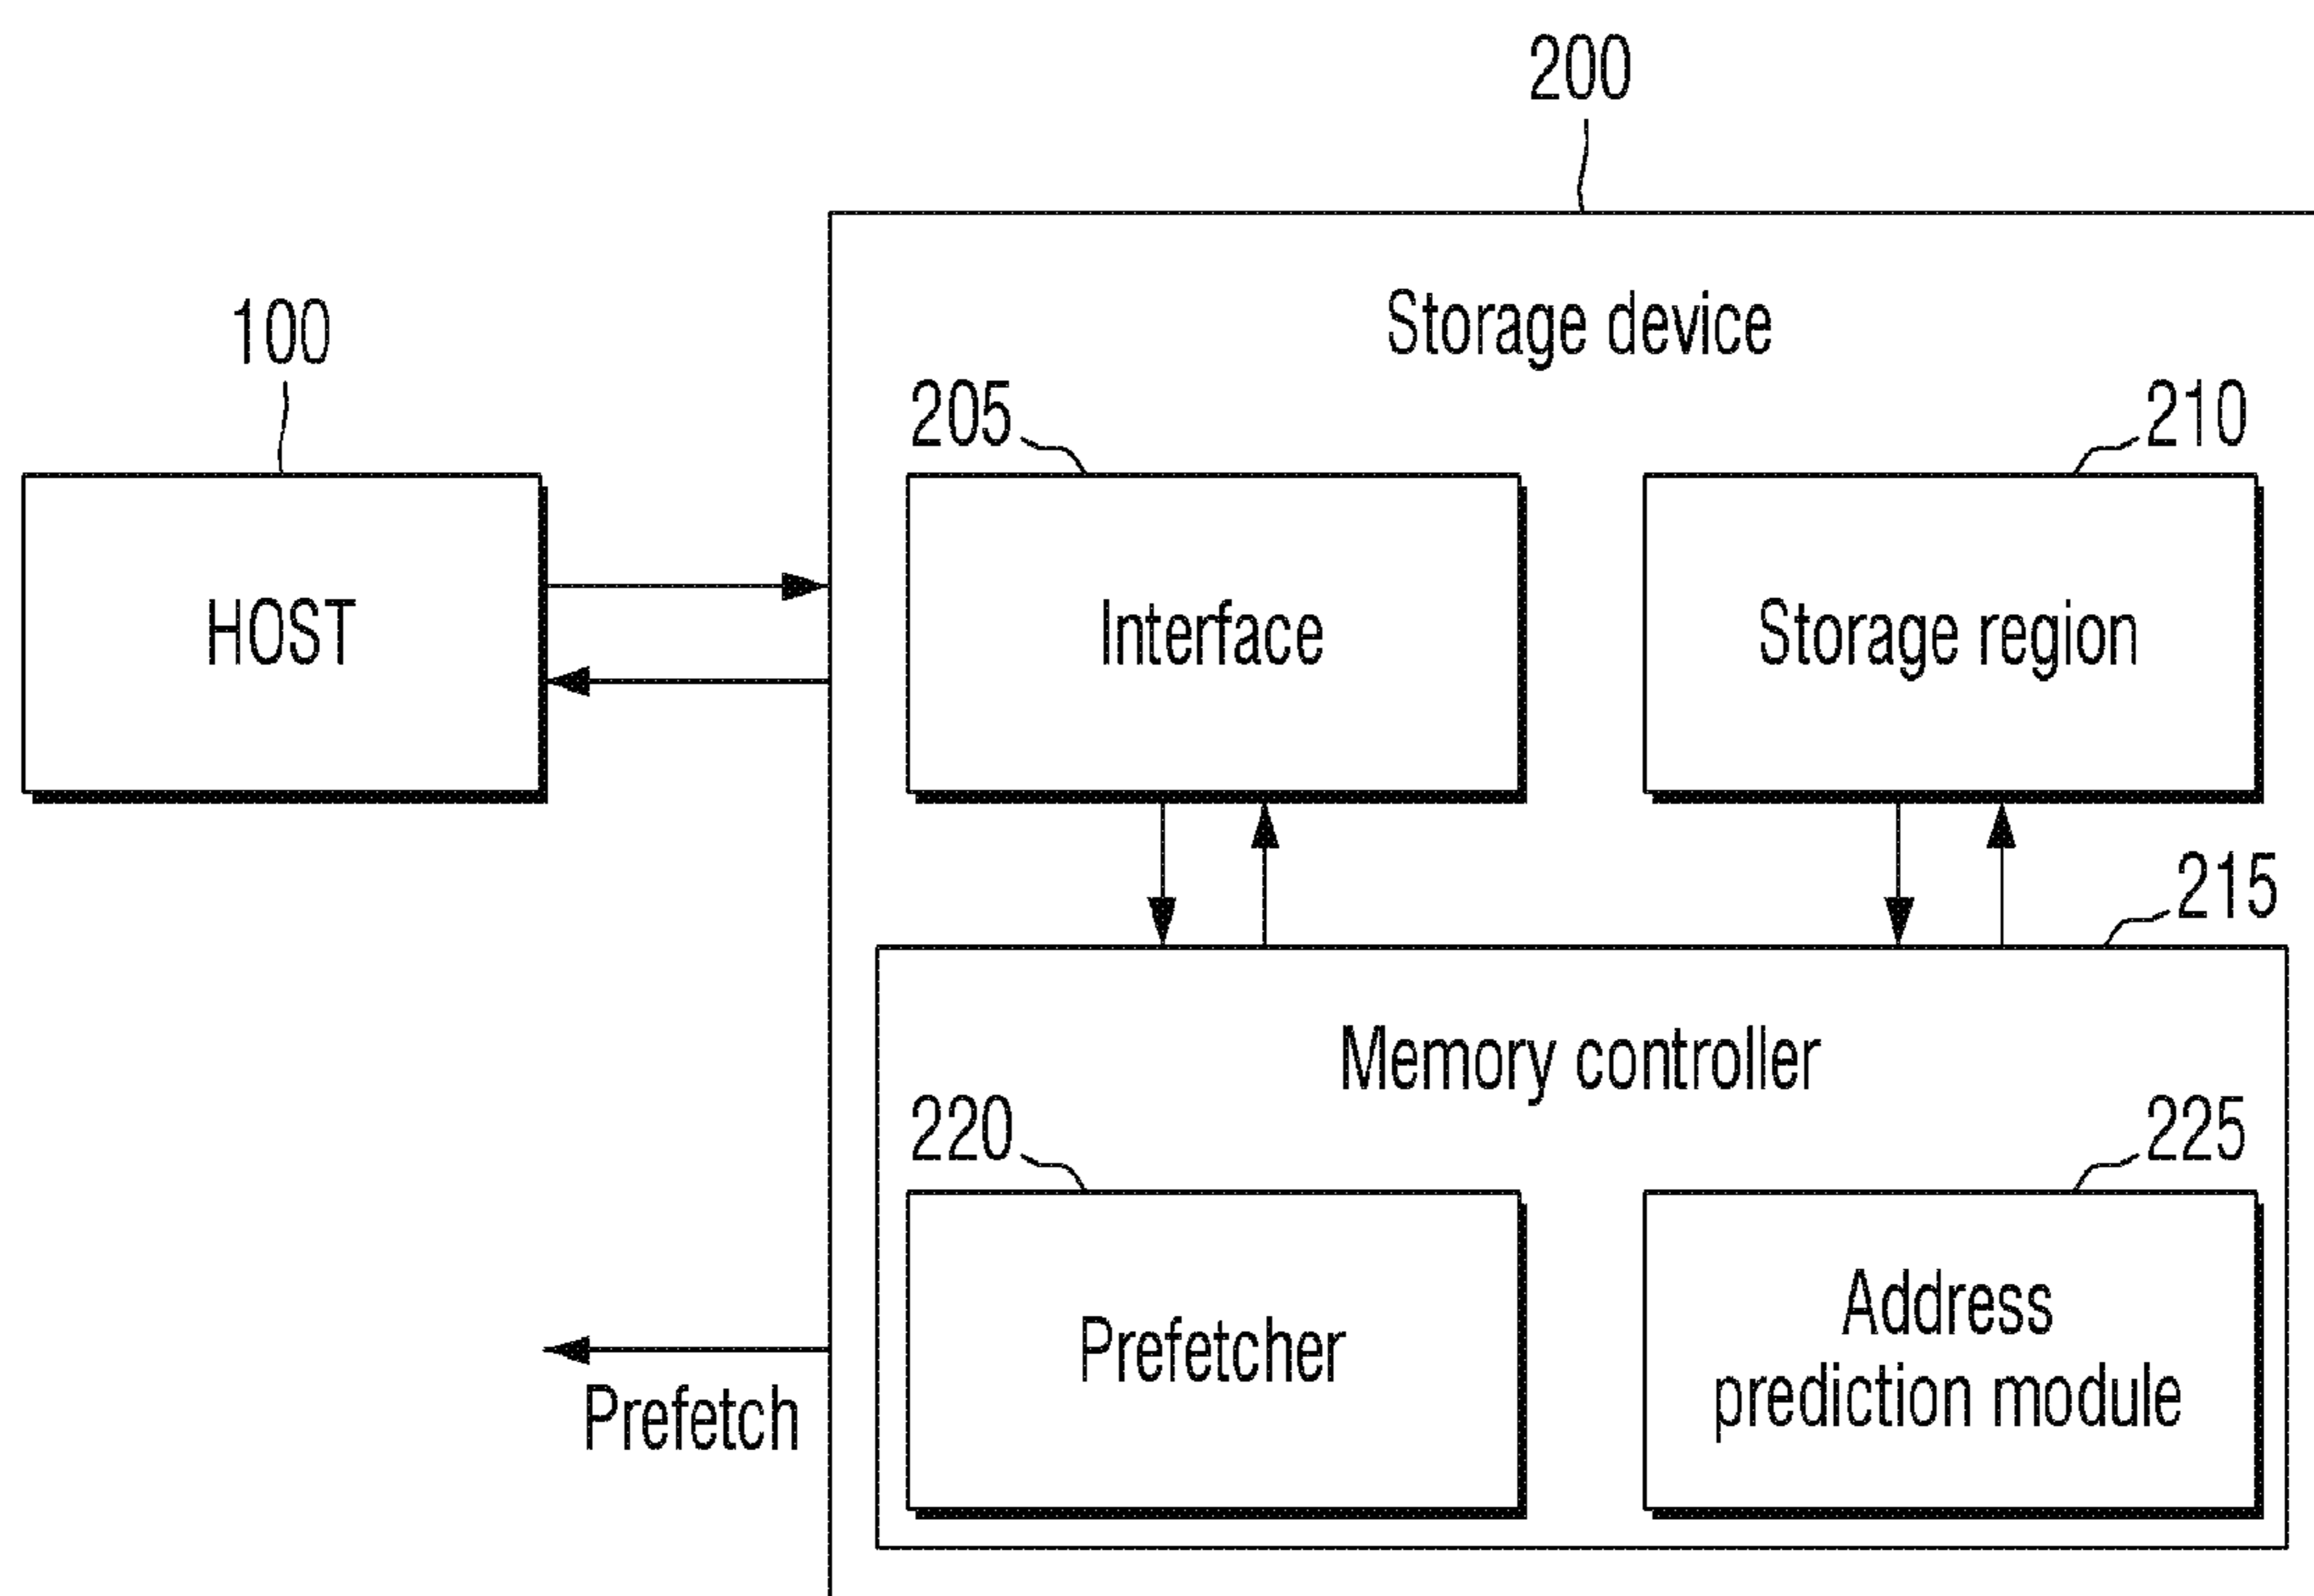 200
Storage device
100
205
210
HOST
Interface
Storage region
215
Memory controller
220
225
Prefetcher
Address
prediction module
Prefetch